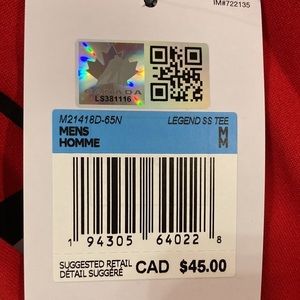 IM#722135
CANADA
LS381116
M21418D-65N LEGEND SS TEE
MENS M
HOMME M
1 94305 64022 8
SUGGESTED RETAIL CAD $45.00
DÉTAIL SUGGÉRÉ